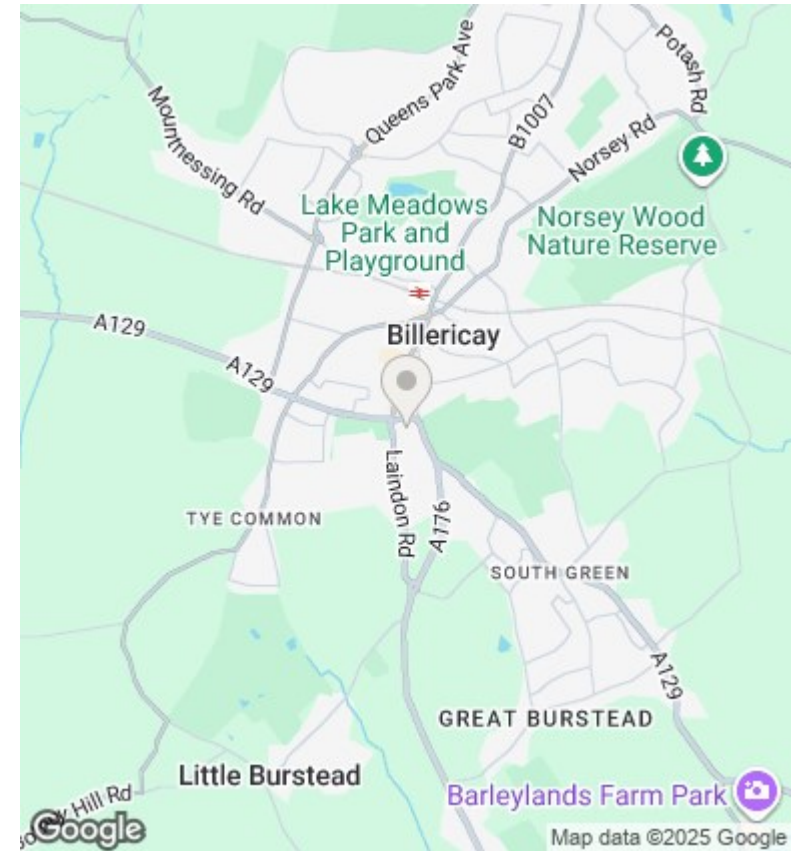 Potash Rd
Queens Park Ave
B1007
Mountnessing Rd
Norsey Rd
Lake Meadows
Park and
Playground
Norsey Wood
Nature Reserve
A129
Billericay
A129
Laindon Rd
A176
TYE COMMON
SOUTH GREEN
A129
GREAT BURSTEAD
Little Burstead
Barleylands Farm Park
Hill Rd
Google
Map data ©2025 Google